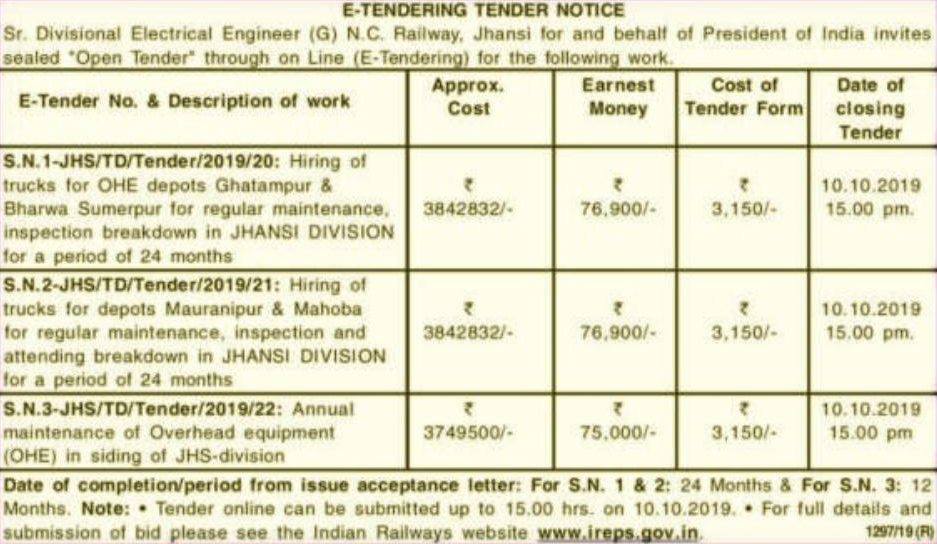 E-TENDERING TENDER NOTICE
Sr. Divisional Electrical Engineer (G) N.C. Railway, Jhansi for and behalf of President of India invites
sealed "Open Tender" through on Line (E-Tendering) for the following work.
E-Tender No. & Description of work
Approx. Cost
Earnest Money
Cost of Tender Form
Date of closing Tender
S.N.1-JHS/TD/Tender/2019/20: Hiring of
trucks for OHE depots Ghatampur &
Bharwa Sumerpur for regular maintenance,
inspection breakdown in JHANSI DIVISION
for a period of 24 months
₹ 3842832/-
₹ 76,900/-
₹ 3,150/-
10.10.2019
15.00 pm.
S.N.2-JHS/TD/Tender/2019/21: Hiring of
trucks for depots Mauranipur & Mahoba
for regular maintenance, inspection and
attending breakdown in JHANSI DIVISION
for a period of 24 months
₹ 3842832/-
₹ 76,900/-
₹ 3,150/-
10.10.2019
15.00 pm.
S.N.3-JHS/TD/Tender/2019/22: Annual
maintenance of Overhead equipment
(OHE) in siding of JHS-division
₹ 3749500/-
₹ 75,000/-
₹ 3,150/-
10.10.2019
15.00 pm
Date of completion/period from issue acceptance letter: For S.N. 1 & 2: 24 Months & For S.N. 3: 12
Months. Note: • Tender online can be submitted up to 15.00 hrs. on 10.10.2019. • For full details and
submission of bid please see the Indian Railways website www.ireps.gov.in.
1297/19(R)